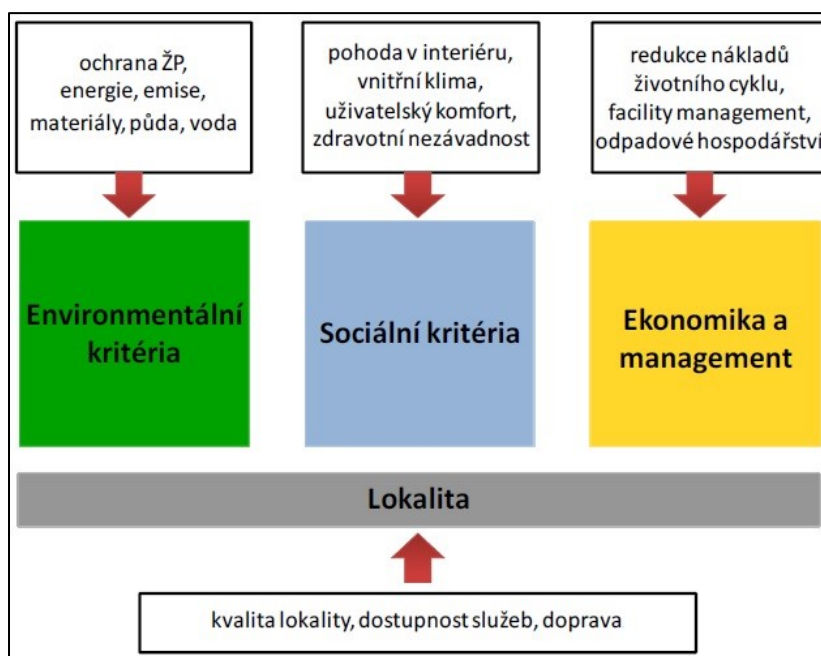 ochrana ŽP,
energie, emise,
materiály, půda, voda
pohoda v interiéru,
vnitřní klima,
uživatelský komfort,
zdravotní nezávadnost
redukce nákladů
životního cyklu,
facility management,
odpadové hospodářství
Environmentální
kritéria
Sociální kritéria
Ekonomika a
management
Lokalita
kvalita lokality, dostupnost služeb, doprava